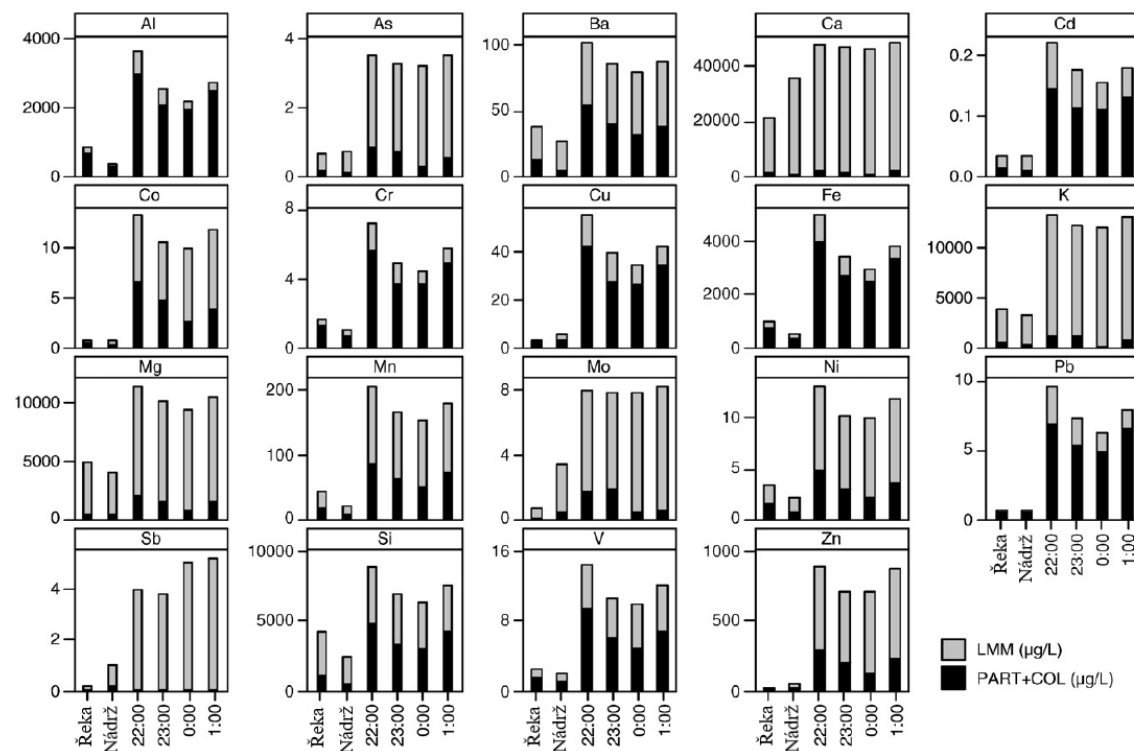 Al As Ba Ca Cd
4000 4 100 40000 0.2
2000 2 50 20000 0.1
0 0 0 0 0.0
Co Cr Cu Fe K
10 8 40 4000 10000
5 4 20 2000 5000
0 0 0 0 0
Mg Mn Mo Ni Pb
10000 200 8 10 10
5000 100 4 5 5
0 0 0 0 0
Sb Si V Zn
4 10000 16 1000
2 5000 8 500
0 0 0 0
Řeka Nádrž 22:00 23:00 0:00 1:00
Řeka Nádrž 22:00 23:00 0:00 1:00
Řeka Nádrž 22:00 23:00 0:00 1:00
Řeka Nádrž 22:00 23:00 0:00 1:00
Řeka Nádrž 22:00 23:00 0:00 1:00
LMM (µg/L)
PART+COL (µg/L)